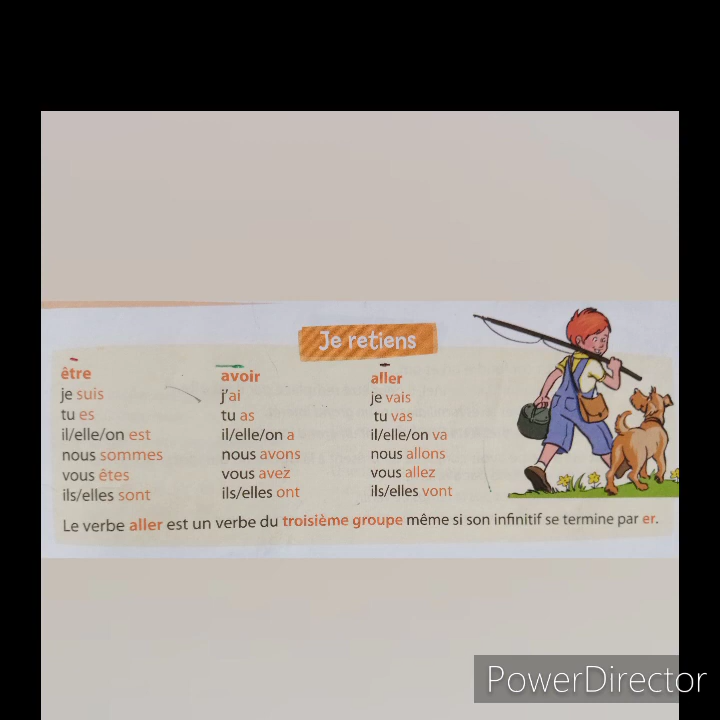 Je retiens
être
je suis
tu es
il/elle/on est
nous sommes
vous êtes
ils/elles sont
avoir
j'ai
tu as
il/elle/on a
nous avons
vous avez
ils/elles ont
aller
je vais
tu vas
il/elle/on va
nous allons
vous allez
ils/elles vont
Le verbe aller est un verbe du troisième groupe même si son infinitif se termine par er.
PowerDirector